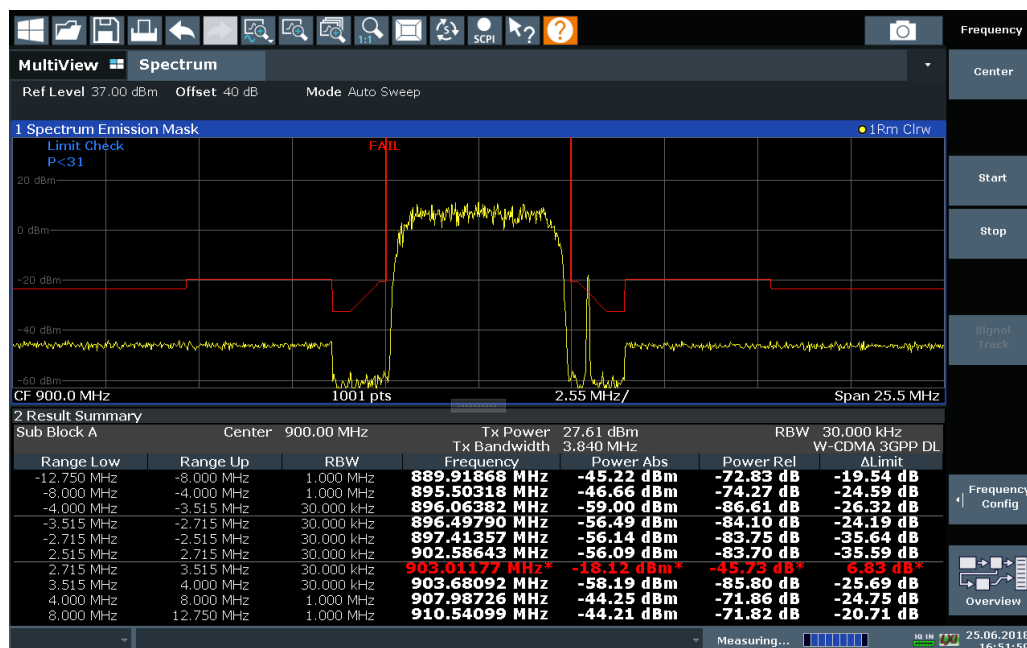 SCPI
1:1
Frequency
MultiView Spectrum
Center
Ref Level 37.00 dBm Offset 40 dB Mode Auto Sweep
1 Spectrum Emission Mask 1Rm Clrw
Limit Check FAIL
P<31
20 dBm
Start
0 dBm
Stop
-20 dBm
-40 dBm
Signal
Track
-60 dBm
CF 900.0 MHz 1001 pts 2.55 MHz/ Span 25.5 MHz
2 Result Summary
Sub Block A Center 900.00 MHz Tx Power 27.61 dBm RBW 30.000 kHz
Tx Bandwidth 3.840 MHz W-CDMA 3GPP DL
Range Low Range Up RBW Frequency Power Abs Power Rel ΔLimit
-12.750 MHz -8.000 MHz 1.000 MHz 889.91868 MHz -45.22 dBm -72.83 dB -19.54 dB
-8.000 MHz -4.000 MHz 1.000 MHz 895.50318 MHz -46.66 dBm -74.27 dB -24.59 dB
-4.000 MHz -3.515 MHz 30.000 kHz 896.06382 MHz -59.00 dBm -86.61 dB -26.32 dB
-3.515 MHz -2.715 MHz 30.000 kHz 896.49790 MHz -56.49 dBm -84.10 dB -24.19 dB
-2.715 MHz -2.515 MHz 30.000 kHz 897.41357 MHz -56.14 dBm -83.75 dB -35.64 dB
2.515 MHz 2.715 MHz 30.000 kHz 902.58643 MHz -56.09 dBm -83.70 dB -35.59 dB
2.715 MHz 3.515 MHz 30.000 kHz 903.01177 MHz* -18.12 dBm* -45.73 dB* 6.83 dB*
3.515 MHz 4.000 MHz 30.000 kHz 903.68092 MHz -58.19 dBm -85.80 dB -25.69 dB
4.000 MHz 8.000 MHz 1.000 MHz 907.98726 MHz -44.25 dBm -71.86 dB -24.75 dB
8.000 MHz 12.750 MHz 1.000 MHz 910.54099 MHz -44.21 dBm -71.82 dB -20.71 dB
Frequency
Config
Overview
Measuring... IQ IN 25.06.2018
16:51:50